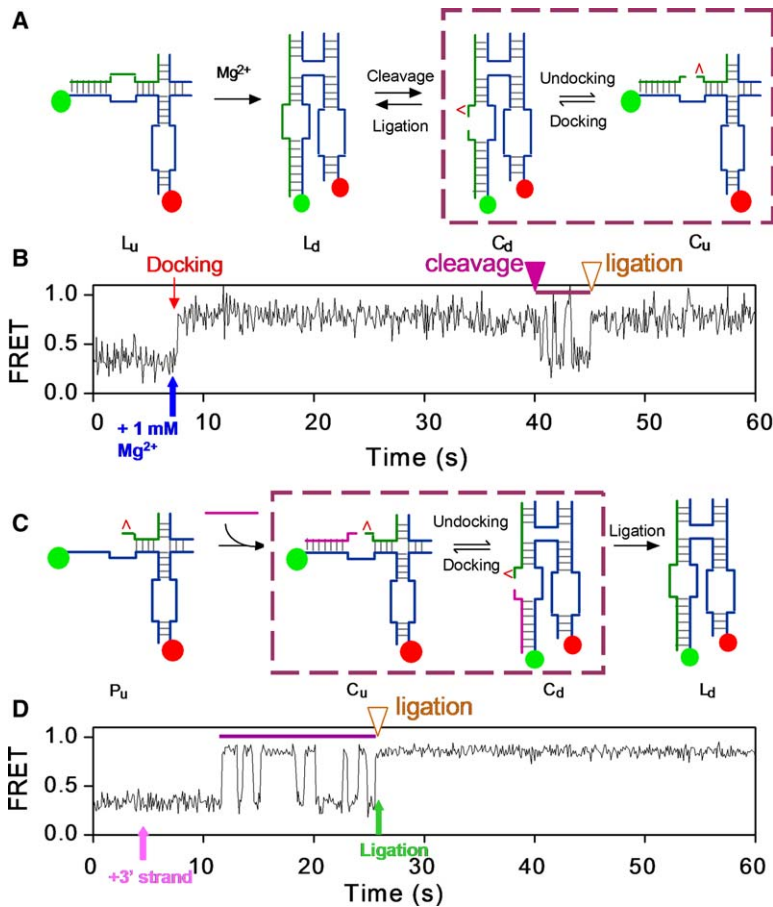 A
Mg2+
Cleavage
Ligation
Undocking
Docking
Lu
Ld
Cd
Cu
B
Docking
cleavage
ligation
FRET
1.0
0.5
0.0
0 10 20 30 40 50 60
+ 1 mM
Mg2+
Time (s)
C
Undocking
Docking
Ligation
Pu
Cu
Cd
Ld
D
ligation
FRET
1.0
0.5
0.0
0 10 20 30 40 50 60
+3' strand
Ligation
Time (s)